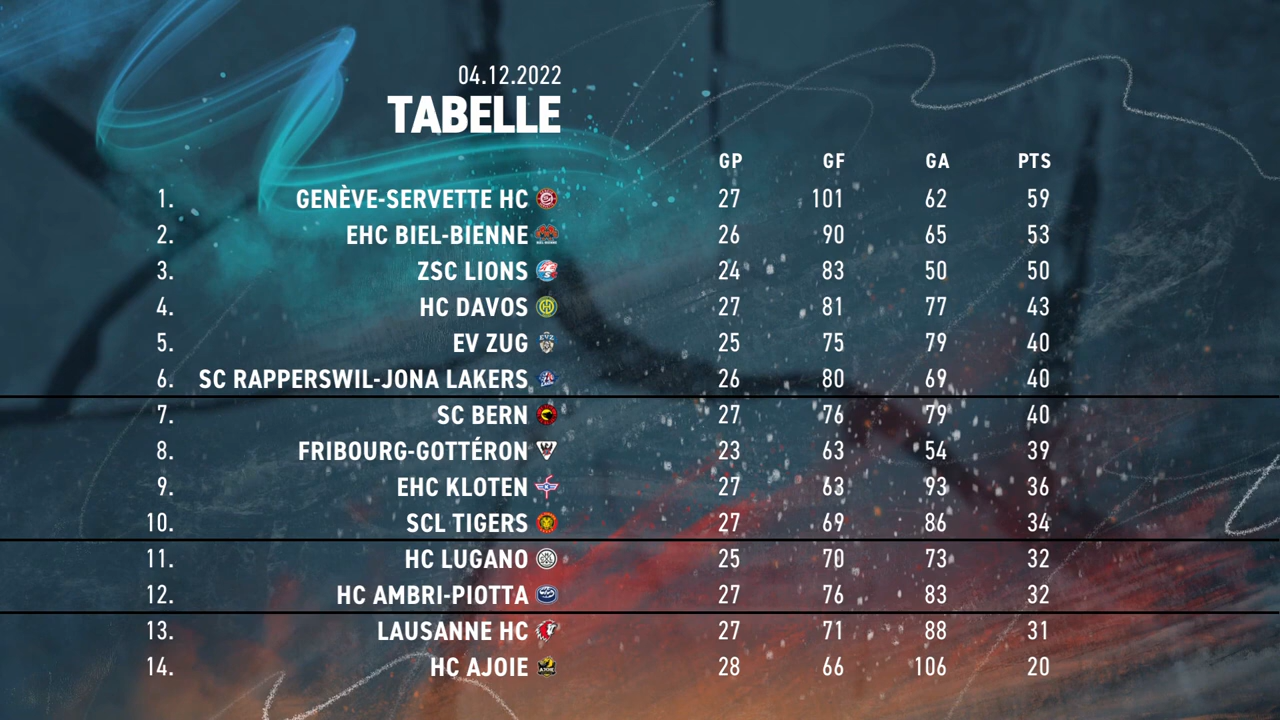 04.12.2022
TABELLE
GP GF GA PTS
1. GENÈVE-SERVETTE HC 27 101 62 59
2. EHC BIEL-BIENNE 26 90 65 53
3. ZSC LIONS 24 83 50 50
4. HC DAVOS 27 81 77 43
5. EV ZUG 25 75 79 40
6. SC RAPPERSWIL-JONA LAKERS 26 80 69 40
7. SC BERN 27 76 79 40
8. FRIBOURG-GOTTÉRON 23 63 54 39
9. EHC KLOTEN 27 63 93 36
10. SCL TIGERS 27 69 86 34
11. HC LUGANO 25 70 73 32
12. HC AMBRI-PIOTTA 27 76 83 32
13. LAUSANNE HC 27 71 88 31
14. HC AJOIE 28 66 106 20